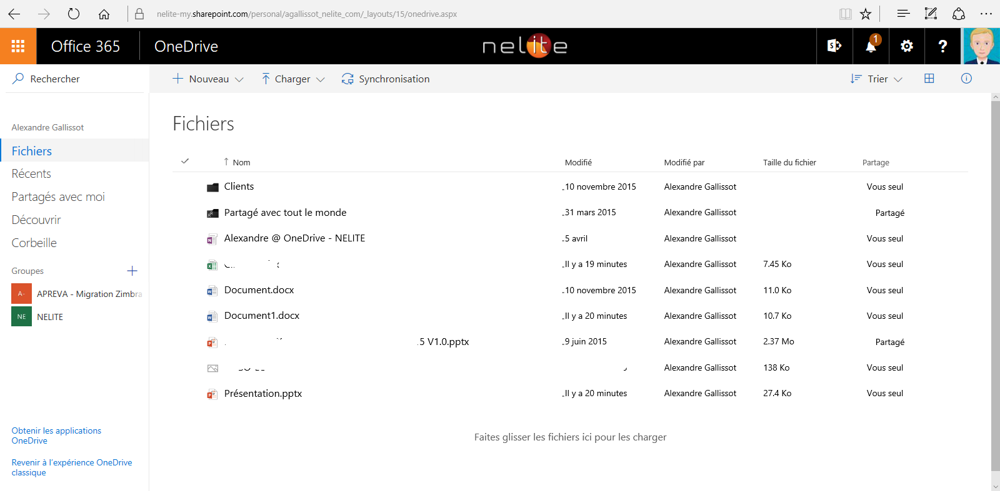 nelite-my.sharepoint.com/personal/agallissot_nelite_com/_layouts/15/onedrive.aspx
Office 365 OneDrive nelite 1 ?
Rechercher Nouveau Charger Synchronisation Trier
Fichiers
Alexandre Gallissot
Fichiers
Récents
Partagés avec moi
Découvrir
Corbeille
Groupes
A- APREVA - Migration Zimbra
NE NELITE
Obtenir les applications
OneDrive
Revenir à l'expérience OneDrive
classique
Nom Modifié Modifié par Taille du fichier Partage
Clients .10 novembre 2015 Alexandre Gallissot Vous seul
Partagé avec tout le monde .31 mars 2015 Alexandre Gallissot Partagé
Alexandre @ OneDrive - NELITE .5 avril Alexandre Gallissot Vous seul
.Il y a 19 minutes Alexandre Gallissot 7.45 Ko Vous seul
Document.docx .10 novembre 2015 Alexandre Gallissot 11.0 Ko Vous seul
Document1.docx .Il y a 20 minutes Alexandre Gallissot 10.7 Ko Vous seul
5 V1.0.pptx .9 juin 2015 Alexandre Gallissot 2.37 Mo Partagé
Alexandre Gallissot 138 Ko Vous seul
Présentation.pptx .Il y a 20 minutes Alexandre Gallissot 27.4 Ko Vous seul
Faites glisser les fichiers ici pour les charger